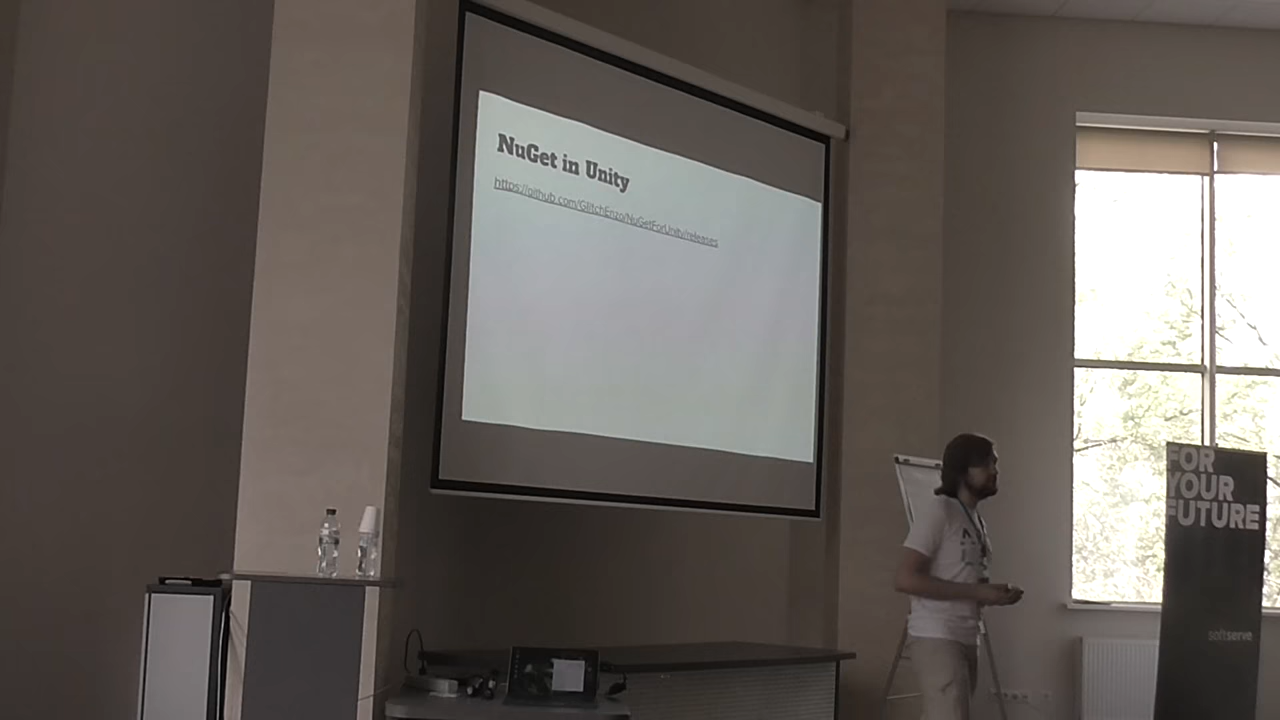 NuGet in Unity
https://github.com/GlitchEnzo/NuGetForUnity/releases
FOR
YOUR
FUTURE
softserve